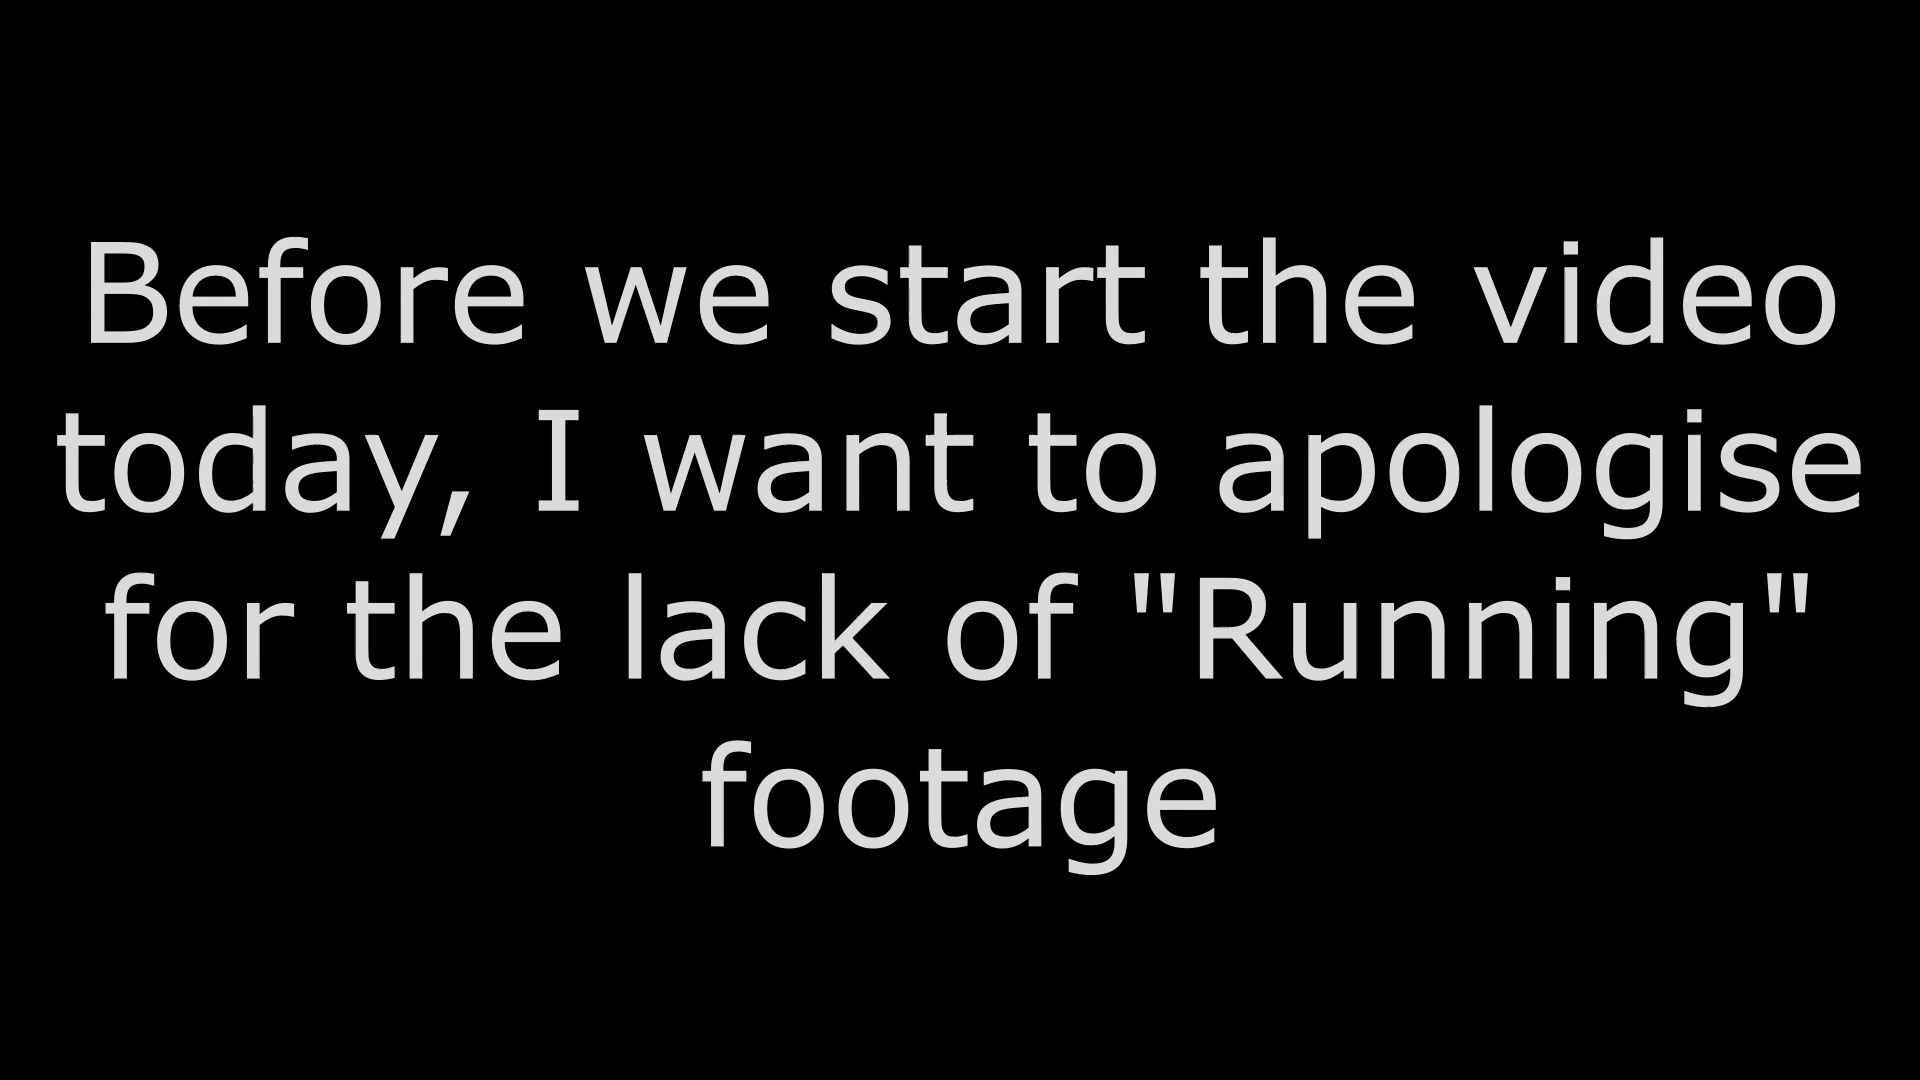 Before we start the video
today, I want to apologise
for the lack of "Running"
footage